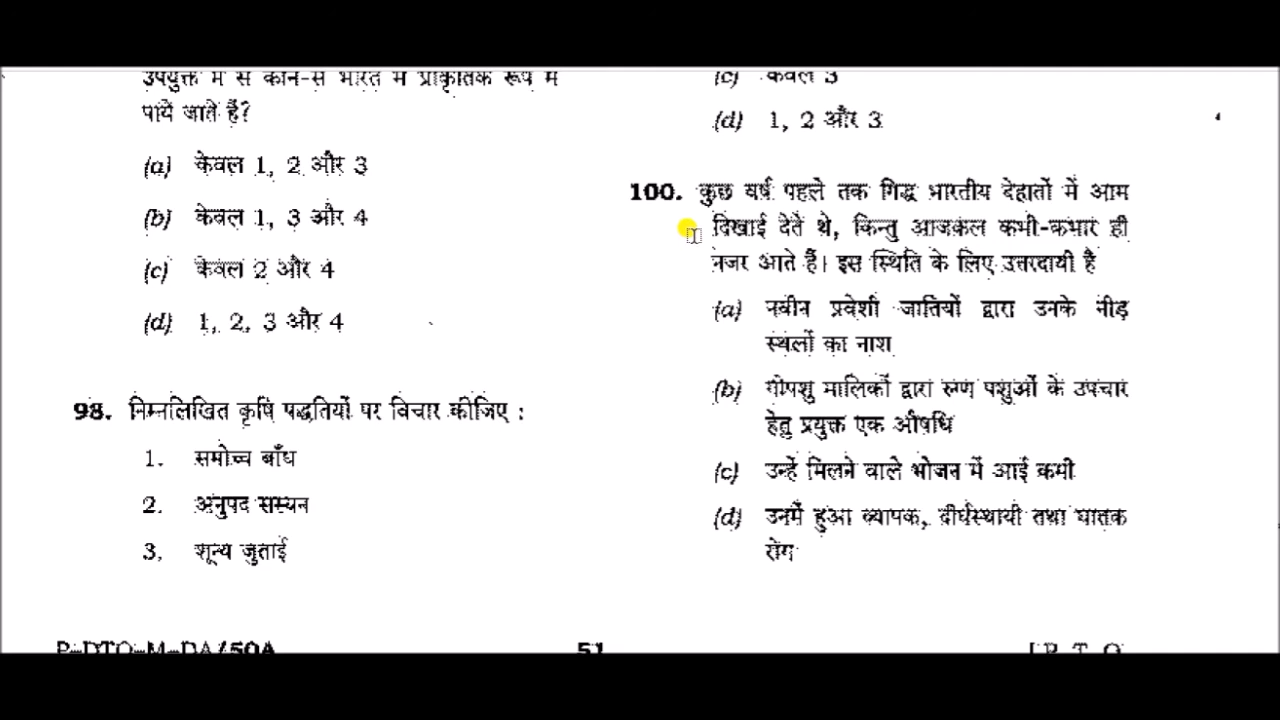 उपर्युक्त में से कौन-से भारत में प्राकृतिक रूप में
पाये जाते हैं?
(a) केवल 1, 2 और 3
(b) केवल 1, 3 और 4
(c) केवल 2 और 4
(d) 1, 2, 3 और 4
98. निम्नलिखित कृषि पद्धतियों पर विचार कीजिए :
1. समोच्च बाँध
2. अनुपद सस्यन
3. शून्य जुताई
(c) केवल 3
(d) 1, 2 और 3
100. कुछ वर्ष पहले तक गिद्ध भारतीय देहातों में आम
दिखाई देते थे, किन्तु आजकल कभी-कभार ही
नजर आते हैं। इस स्थिति के लिए उत्तरदायी है
(a) नवीन प्रवेशी जातियों द्वारा उनके नीड़
स्थलों का नाश
(b) गोपशु मालिकों द्वारा रुग्ण पशुओं के उपचार
हेतु प्रयुक्त एक औषधि
(c) उन्हें मिलने वाले भोजन में आई कमी
(d) उनमें हुआ व्यापक, दीर्घस्थायी तथा घातक
रोग
P-DTO-M-DA/50A
51
[ P. T. O.